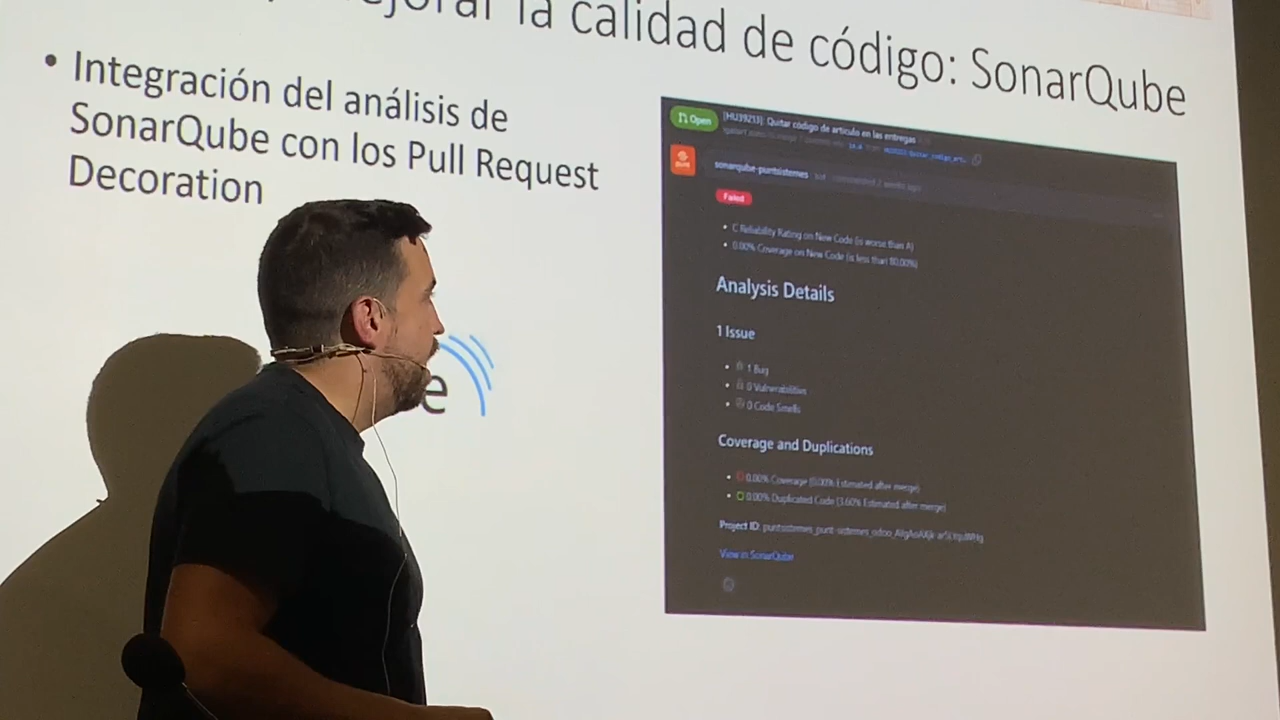 mejorar la calidad de código: SonarQube
• Integración del análisis de
SonarQube con los Pull Request
Decoration
e
Open
[HU39213]: Quitar código de artículo en las entregas
sonarqube-puntsistemes
Failed
• C Reliability Rating on New Code (is worse than A)
• 0.00% Coverage on New Code (is less than 80.00%)
Analysis Details
1 Issue
• 1 Bug
• 0 Vulnerabilities
• 0 Code Smells
Coverage and Duplications
• 0.00% Coverage (0.00% Estimated after merge)
• 0.00% Duplicated Code (3.60% Estimated after merge)
Project ID:
View in SonarQube